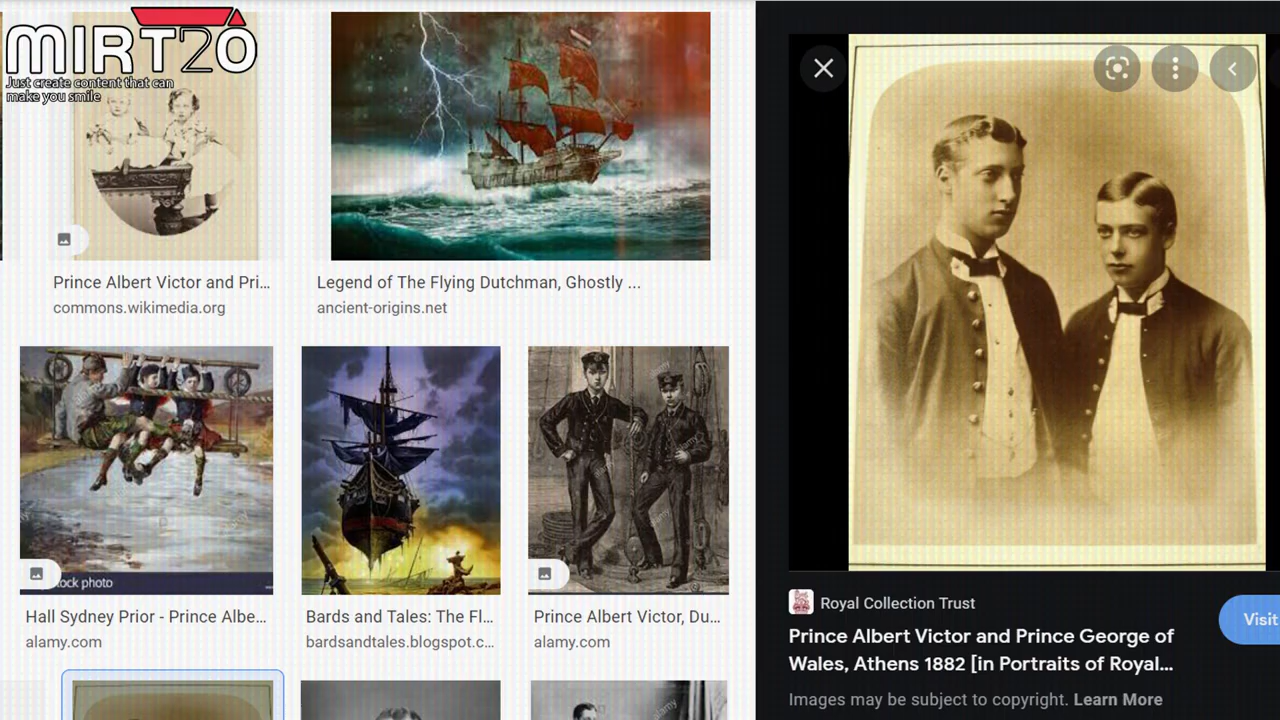 MIRT20
Just create content that can
make you smile
Prince Albert Victor and Pri...
commons.wikimedia.org
Legend of The Flying Dutchman, Ghostly ...
ancient-origins.net
tock photo
Hall Sydney Prior - Prince Albe...
alamy.com
Bards and Tales: The Fl...
bardsandtales.blogspot.c...
alamy
Prince Albert Victor, Du...
alamy.com
Royal Collection Trust
Visit
Prince Albert Victor and Prince George of
Wales, Athens 1882 [in Portraits of Royal...
Images may be subject to copyright. Learn More